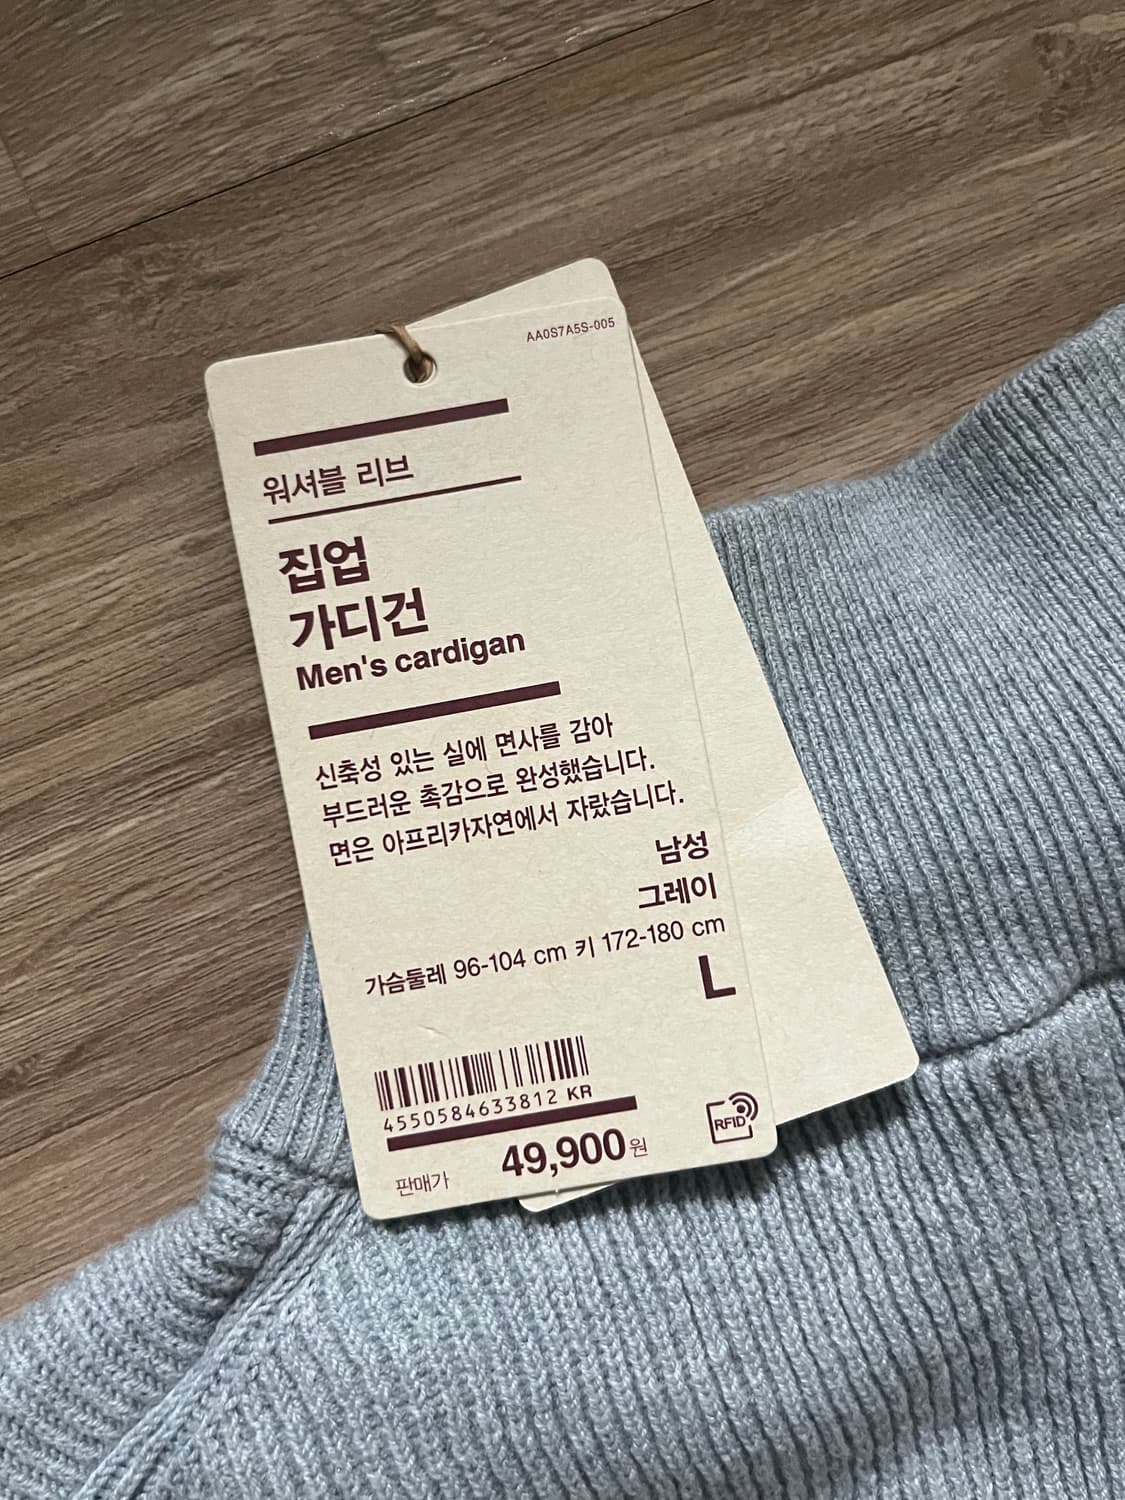 AA0S7A5S-005
워셔블 리브
집업
가디건
Men's cardigan
신축성 있는 실에 면사를 감아
부드러운 촉감으로 완성했습니다.
면은 아프리카자연에서 자랐습니다.
남성
그레이
가슴둘레 96-104 cm 키 172-180 cm
L
4550584633812 KR
판매가 49,900원
RFID